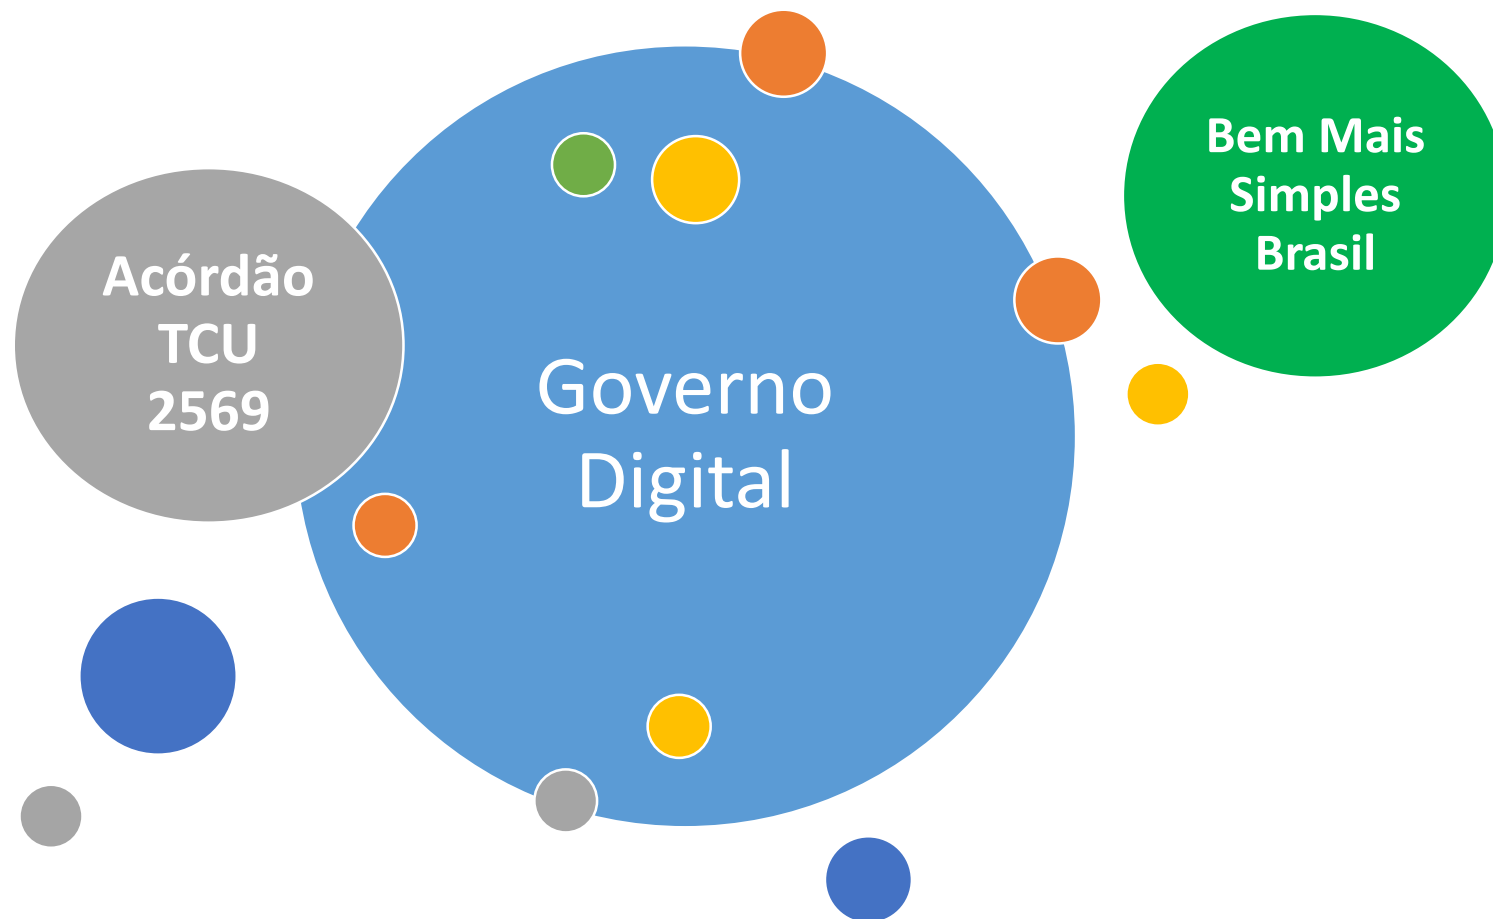 Acórdão
TCU
2569
Governo
Digital
Bem Mais
Simples
Brasil